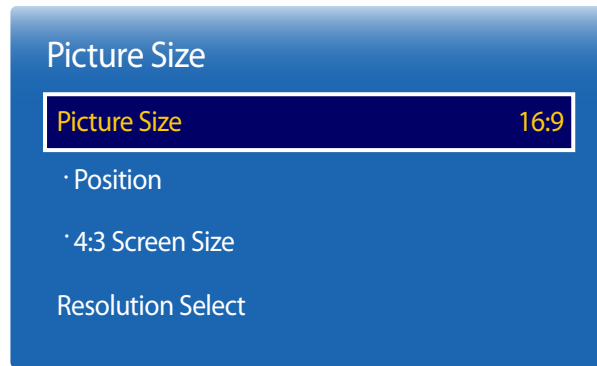 Picture Size
Picture Size 16:9
· Position
· 4:3 Screen Size
Resolution Select